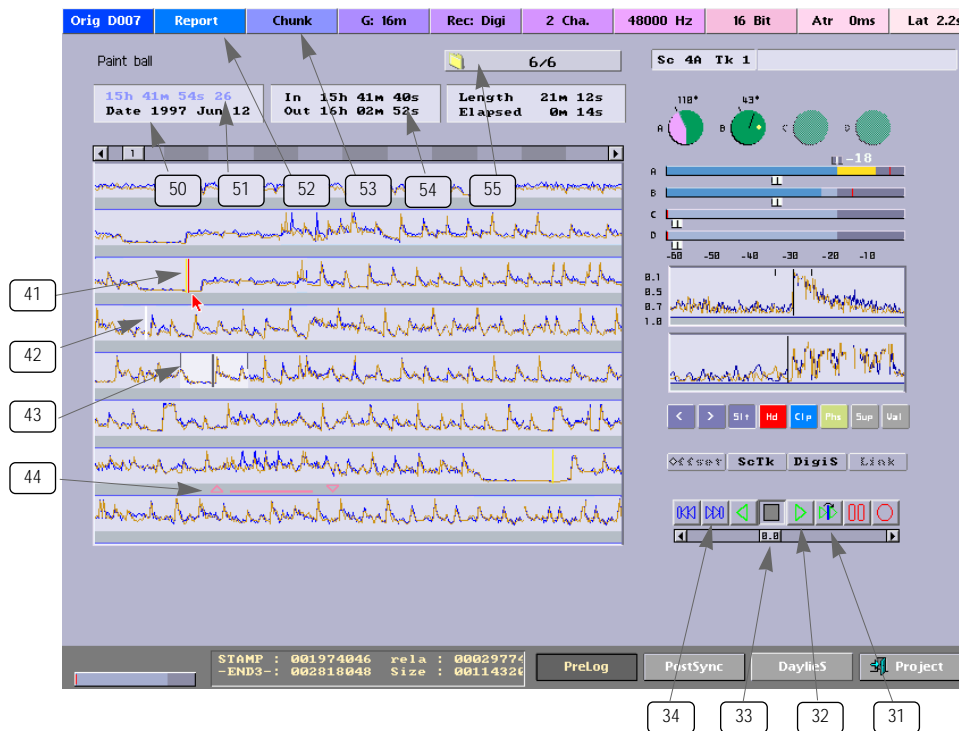 Orig D007 Report Chunk G: 16m Rec: Digi 2 Cha. 48000 Hz 16 Bit Atr 0ms Lat 2.2s
Paint ball 6/6 Sc 4A Tk 1
15h 41m 54s 26 In 15h 41m 40s Length 21m 12s
Date 1997 Jun 12 Out 16h 02m 52s Elapsed 0m 14s
110° 43°
A B C D
1
-18
A
B
C
D
-60 -50 -40 -30 -20 -10
50 51 52 53 54 55
0.1
0.5
0.7
1.0
41
42
43
44
< > Slt Hd Clp Phs Sup Val
Offset ScTk DigiS Link
0.0
STAMP : 001974046 rela : 00029774
-END3-: 002818048 Size : 0011432
PreLog PostSync DaylieS Project
34 33 32 31